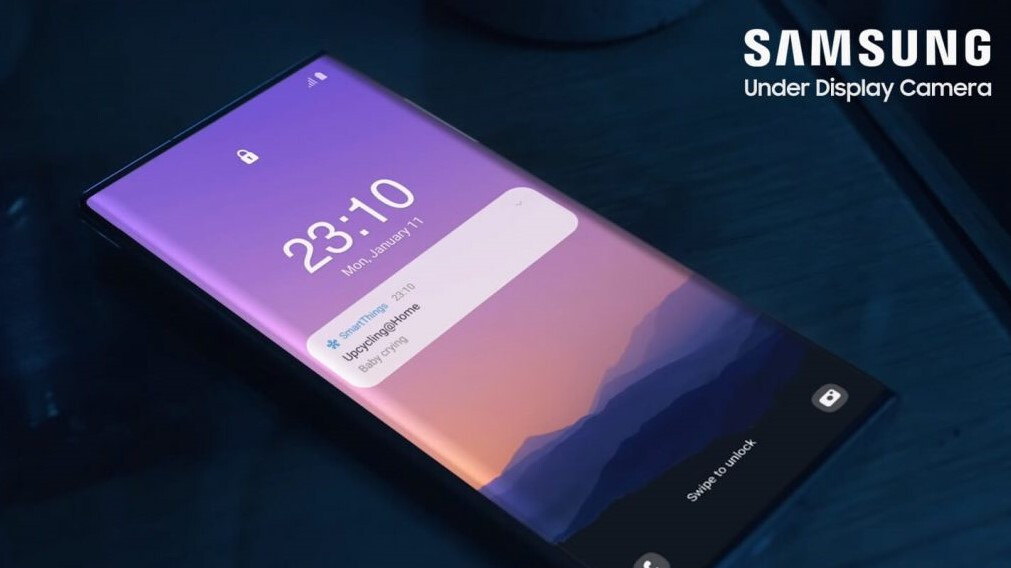 SAMSUNG
Under Display Camera
23:10
Mon, January 11
SmartThings 23:10
Upcycling@Home
Baby crying
Swipe to unlock